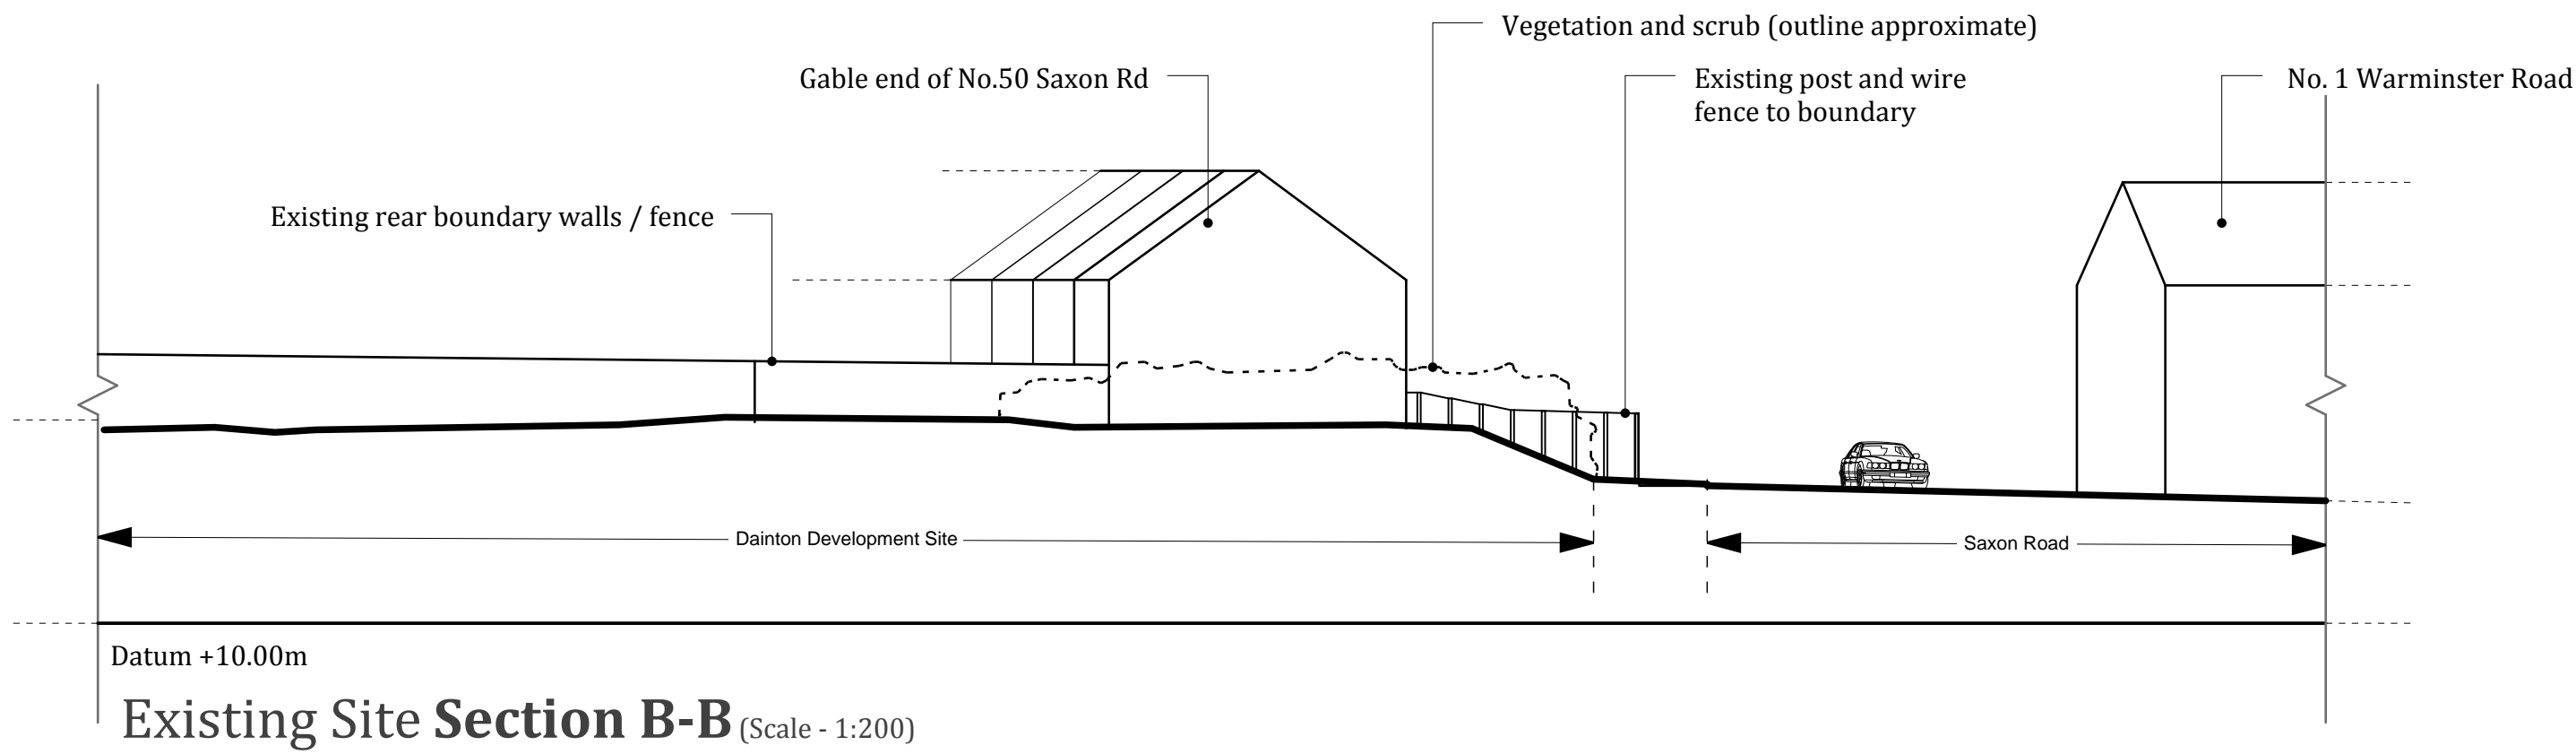 Vegetation and scrub (outline approximate)
Gable end of No.50 Saxon Rd
Existing post and wire
fence to boundary
No. 1 Warminster Road
Existing rear boundary walls / fence
Dainton Development Site
Saxon Road
Datum +10.00m
Existing Site Section B-B (Scale - 1:200)